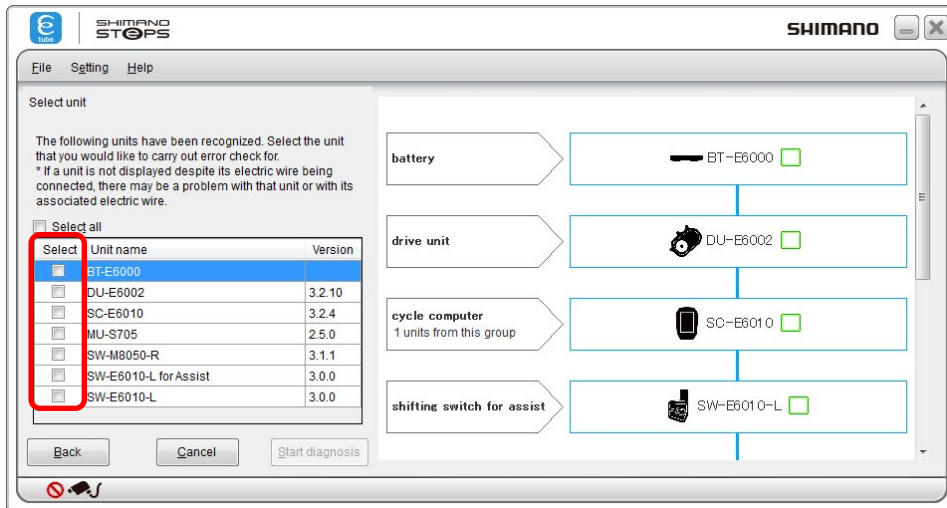 e
tube
SHIMANO
STEPS
SHIMANO
File Setting Help
Select unit
The following units have been recognized. Select the unit
that you would like to carry out error check for.
* If a unit is not displayed despite its electric wire being
connected, there may be a problem with that unit or with its
associated electric wire.
Select all
Select Unit name Version
BT-E6000
DU-E6002 3.2.10
SC-E6010 3.2.4
MU-S705 2.5.0
SW-M8050-R 3.1.1
SW-E6010-L for Assist 3.0.0
SW-E6010-L 3.0.0
Back Cancel Start diagnosis
battery
BT-E6000
drive unit
DU-E6002
cycle computer
1 units from this group
SC-E6010
shifting switch for assist
SW-E6010-L